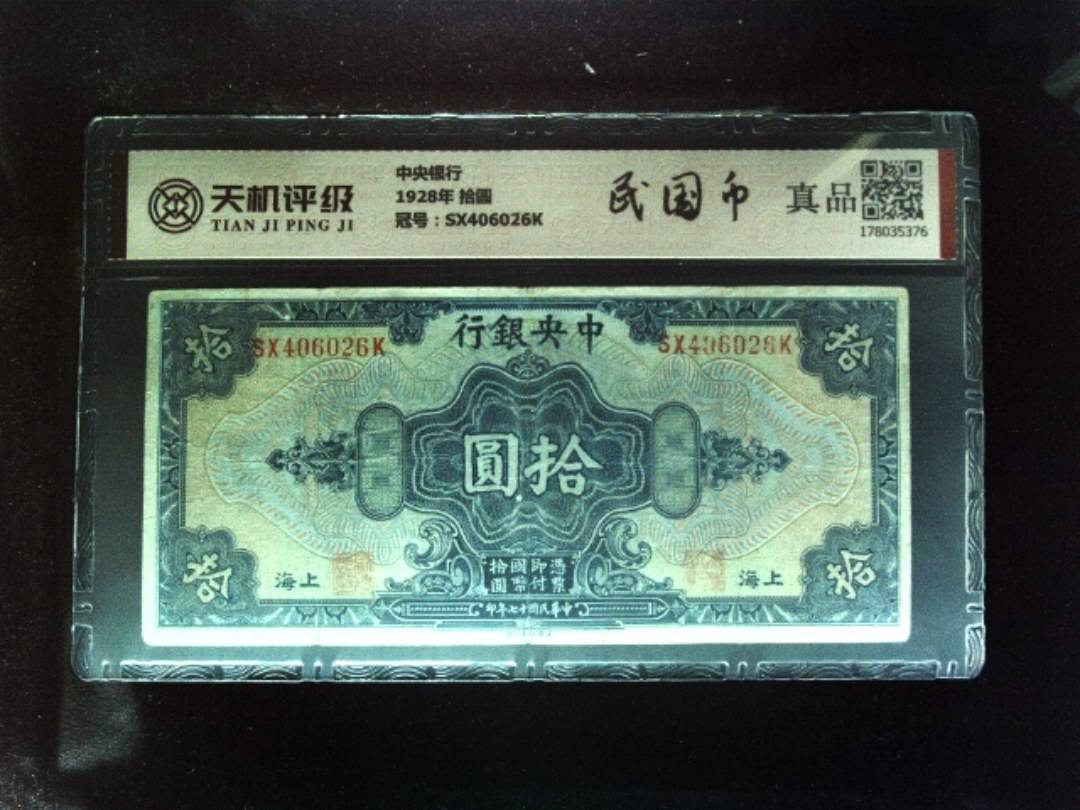 天机评级
TIAN JI PING JI
中央银行
1928年 拾圓
冠号：SX406026K
民国币
真品
178035376
行銀央中
拾
拾
SX406026K
SX406026K
圓拾
憑票即付國幣拾圓
海上
海上
拾
拾
印年七十國民華中